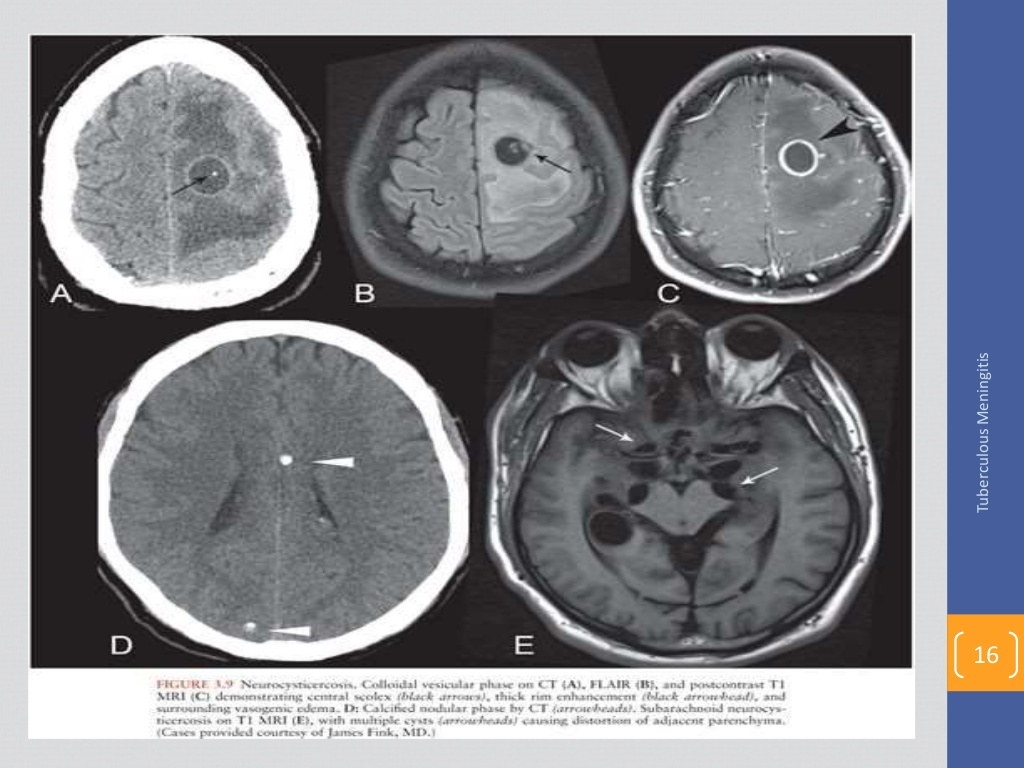 A
B
C
D
E
FIGURE 3.9 Neurocysticercosis. Colloidal vesicular phase on CT (A), FLAIR (B), and postcontrast T1
MRI (C) demonstrating central scolex (black arrows), thick rim enhancement (black arrowhead), and
surrounding vasogenic edema. D: Calcified nodular phase by CT (arrowheads). Subarachnoid neurocys-
ticercosis on T1 MRI (E), with multiple cysts (arrowheads) causing distortion of adjacent parenchyma.
(Cases provided courtesy of James Fink, MD.)
Tuberculous Meningitis
16